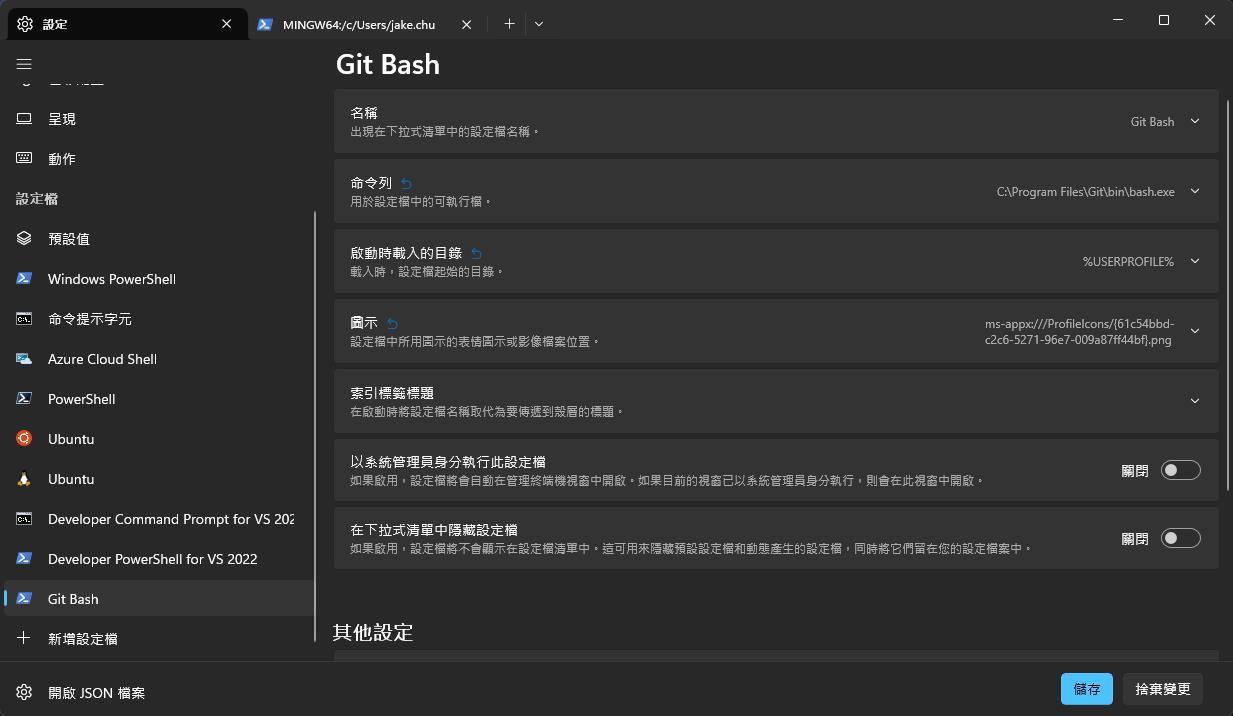 設定
MINGW64:/c/Users/jake.chu
呈現
動作
設定檔
預設值
Windows PowerShell
命令提示字元
Azure Cloud Shell
PowerShell
Ubuntu
Ubuntu
Developer Command Prompt for VS 202
Developer PowerShell for VS 2022
Git Bash
新增設定檔
開啟 JSON 檔案
Git Bash
名稱
出現在下拉式清單中的設定檔名稱。
Git Bash
命令列
用於設定檔中的可執行檔。
C:\Program Files\Git\bin\bash.exe
啟動時載入的目錄
載入時，設定檔起始的目錄。
%USERPROFILE%
圖示
設定檔中所用圖示的表情圖示或影像檔案位置。
ms-appx:///ProfileIcons/{61c54bbd-
c2c6-5271-96e7-009a87ff44bf}.png
索引標籤標題
在啟動時將設定檔名稱取代為要傳遞到殼層的標題。
以系統管理員身分執行此設定檔
如果啟用，設定檔將會自動在管理終端機視窗中開啟。如果目前的視窗已以系統管理員身分執行，則會在此視窗中開啟。
關閉
在下拉式清單中隱藏設定檔
如果啟用，設定檔將不會顯示在設定檔清單中。這可用來隱藏預設設定檔和動態產生的設定檔，同時將它們留在您的設定檔案中。
關閉
其他設定
儲存
捨棄變更